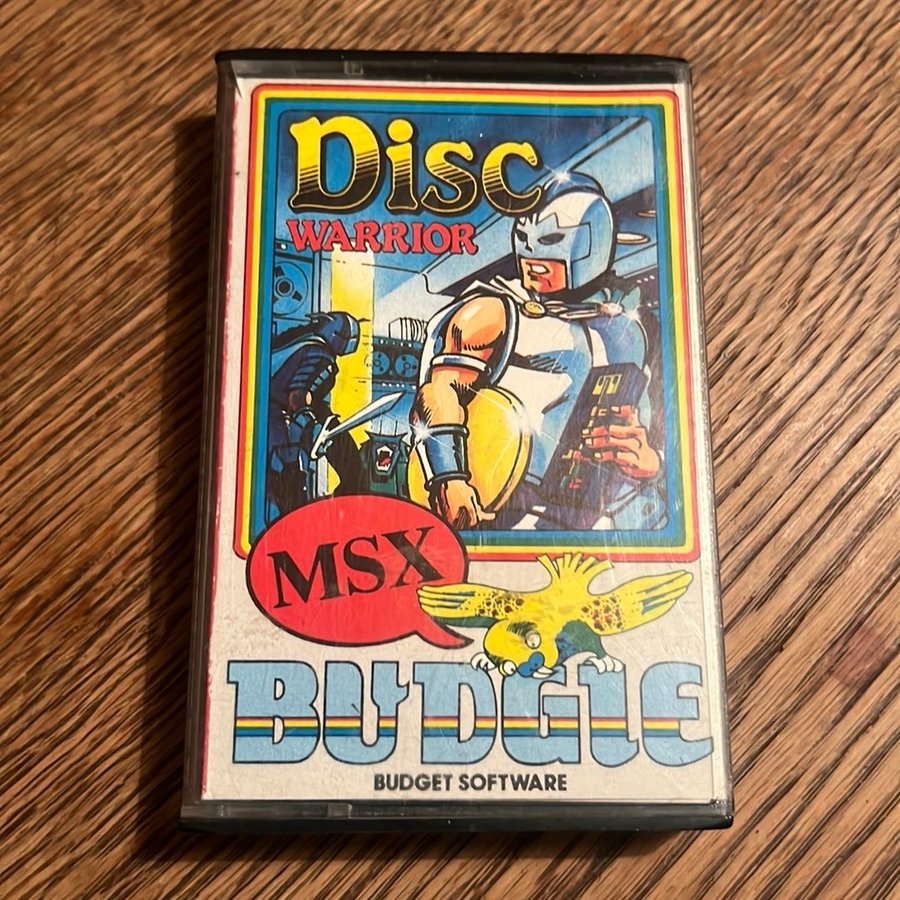 Disc
WARRIOR
MSX
BUDGIE
BUDGET SOFTWARE